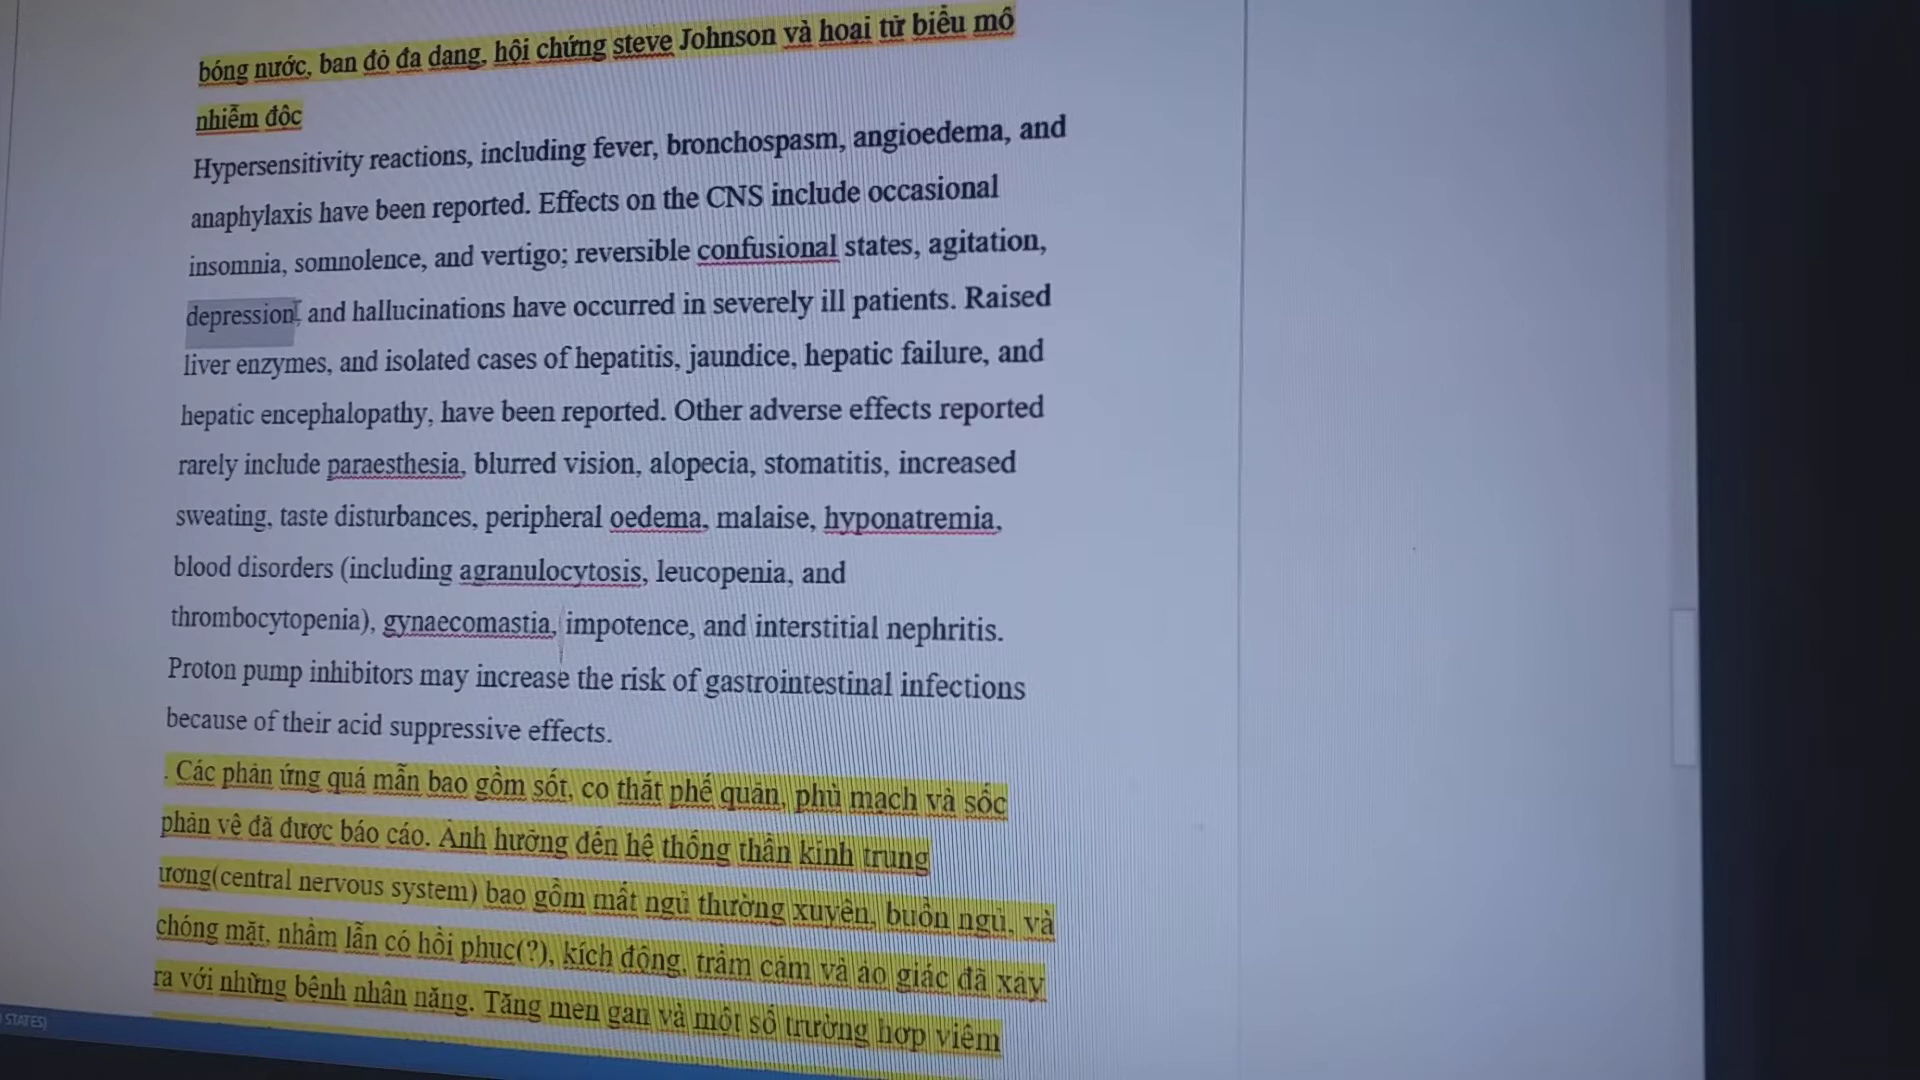 bóng nước, ban đỏ đa dạng, hội chứng steve Johnson và hoại tử biểu mô
nhiễm độc
Hypersensitivity reactions, including fever, bronchospasm, angioedema, and
anaphylaxis have been reported. Effects on the CNS include occasional
insomnia, somnolence, and vertigo; reversible confusional states, agitation,
depression, and hallucinations have occurred in severely ill patients. Raised
liver enzymes, and isolated cases of hepatitis, jaundice, hepatic failure, and
hepatic encephalopathy, have been reported. Other adverse effects reported
rarely include paraesthesia, blurred vision, alopecia, stomatitis, increased
sweating, taste disturbances, peripheral oedema, malaise, hyponatremia,
blood disorders (including agranulocytosis, leucopenia, and
thrombocytopenia), gynaecomastia, impotence, and interstitial nephritis.
Proton pump inhibitors may increase the risk of gastrointestinal infections
because of their acid suppressive effects.
. Các phản ứng quá mẫn bao gồm sốt, co thắt phế quản, phù mạch và sốc
phản vệ đã được báo cáo. Ảnh hưởng đến hệ thống thần kinh trung
ương(central nervous system) bao gồm mất ngủ thường xuyên, buồn ngủ, và
chóng mặt, nhầm lẫn có hồi phục(?), kích động, trầm cảm và ảo giác đã xảy
ra với những bệnh nhân nặng. Tăng men gan và một số trường hợp viêm
STATES)